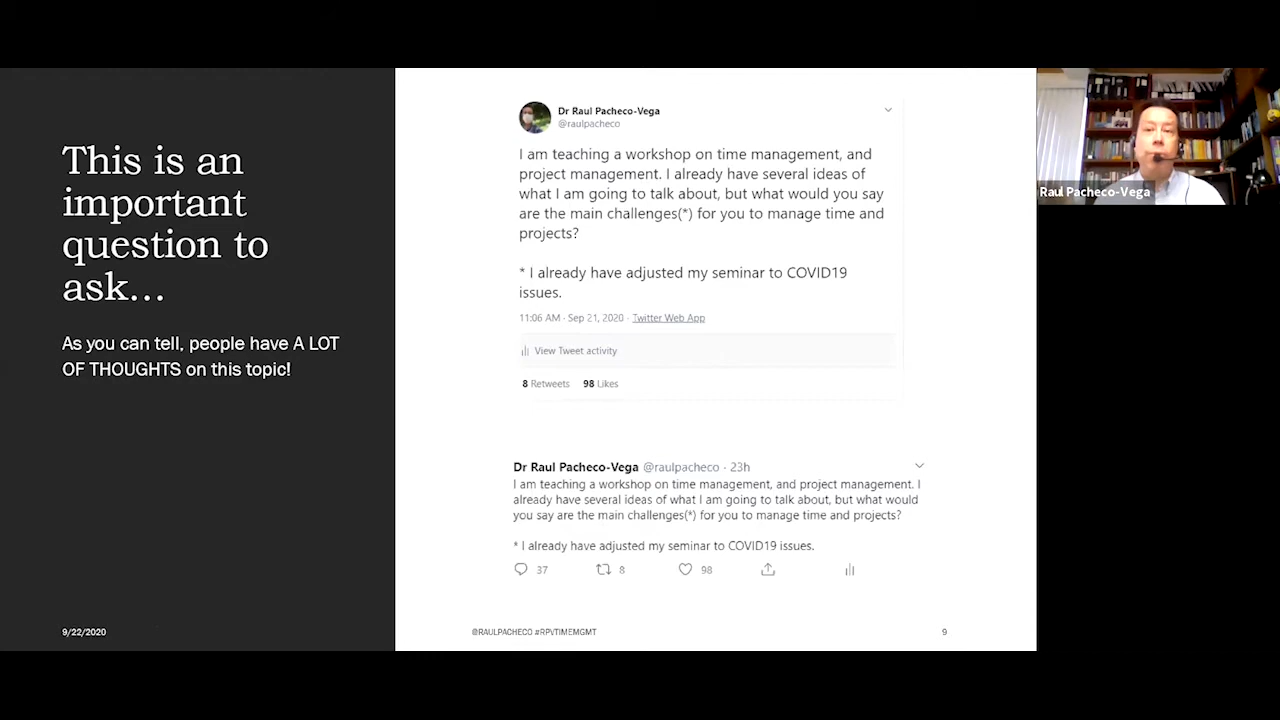 This is an
important
question to
ask...
As you can tell, people have A LOT
OF THOUGHTS on this topic!
9/22/2020
Dr Raul Pacheco-Vega
@raulpacheco
I am teaching a workshop on time management, and
project management. I already have several ideas of
what I am going to talk about, but what would you say
are the main challenges(*) for you to manage time and
projects?
* I already have adjusted my seminar to COVID19
issues.
11:06 AM · Sep 21, 2020 · Twitter Web App
View Tweet activity
8 Retweets 98 Likes
Dr Raul Pacheco-Vega @raulpacheco · 23h
I am teaching a workshop on time management, and project management. I
already have several ideas of what I am going to talk about, but what would
you say are the main challenges(*) for you to manage time and projects?
* I already have adjusted my seminar to COVID19 issues.
37 8 98
@RAULPACHECO #RPVTIMEMGMT
9
Raul Pacheco-Vega